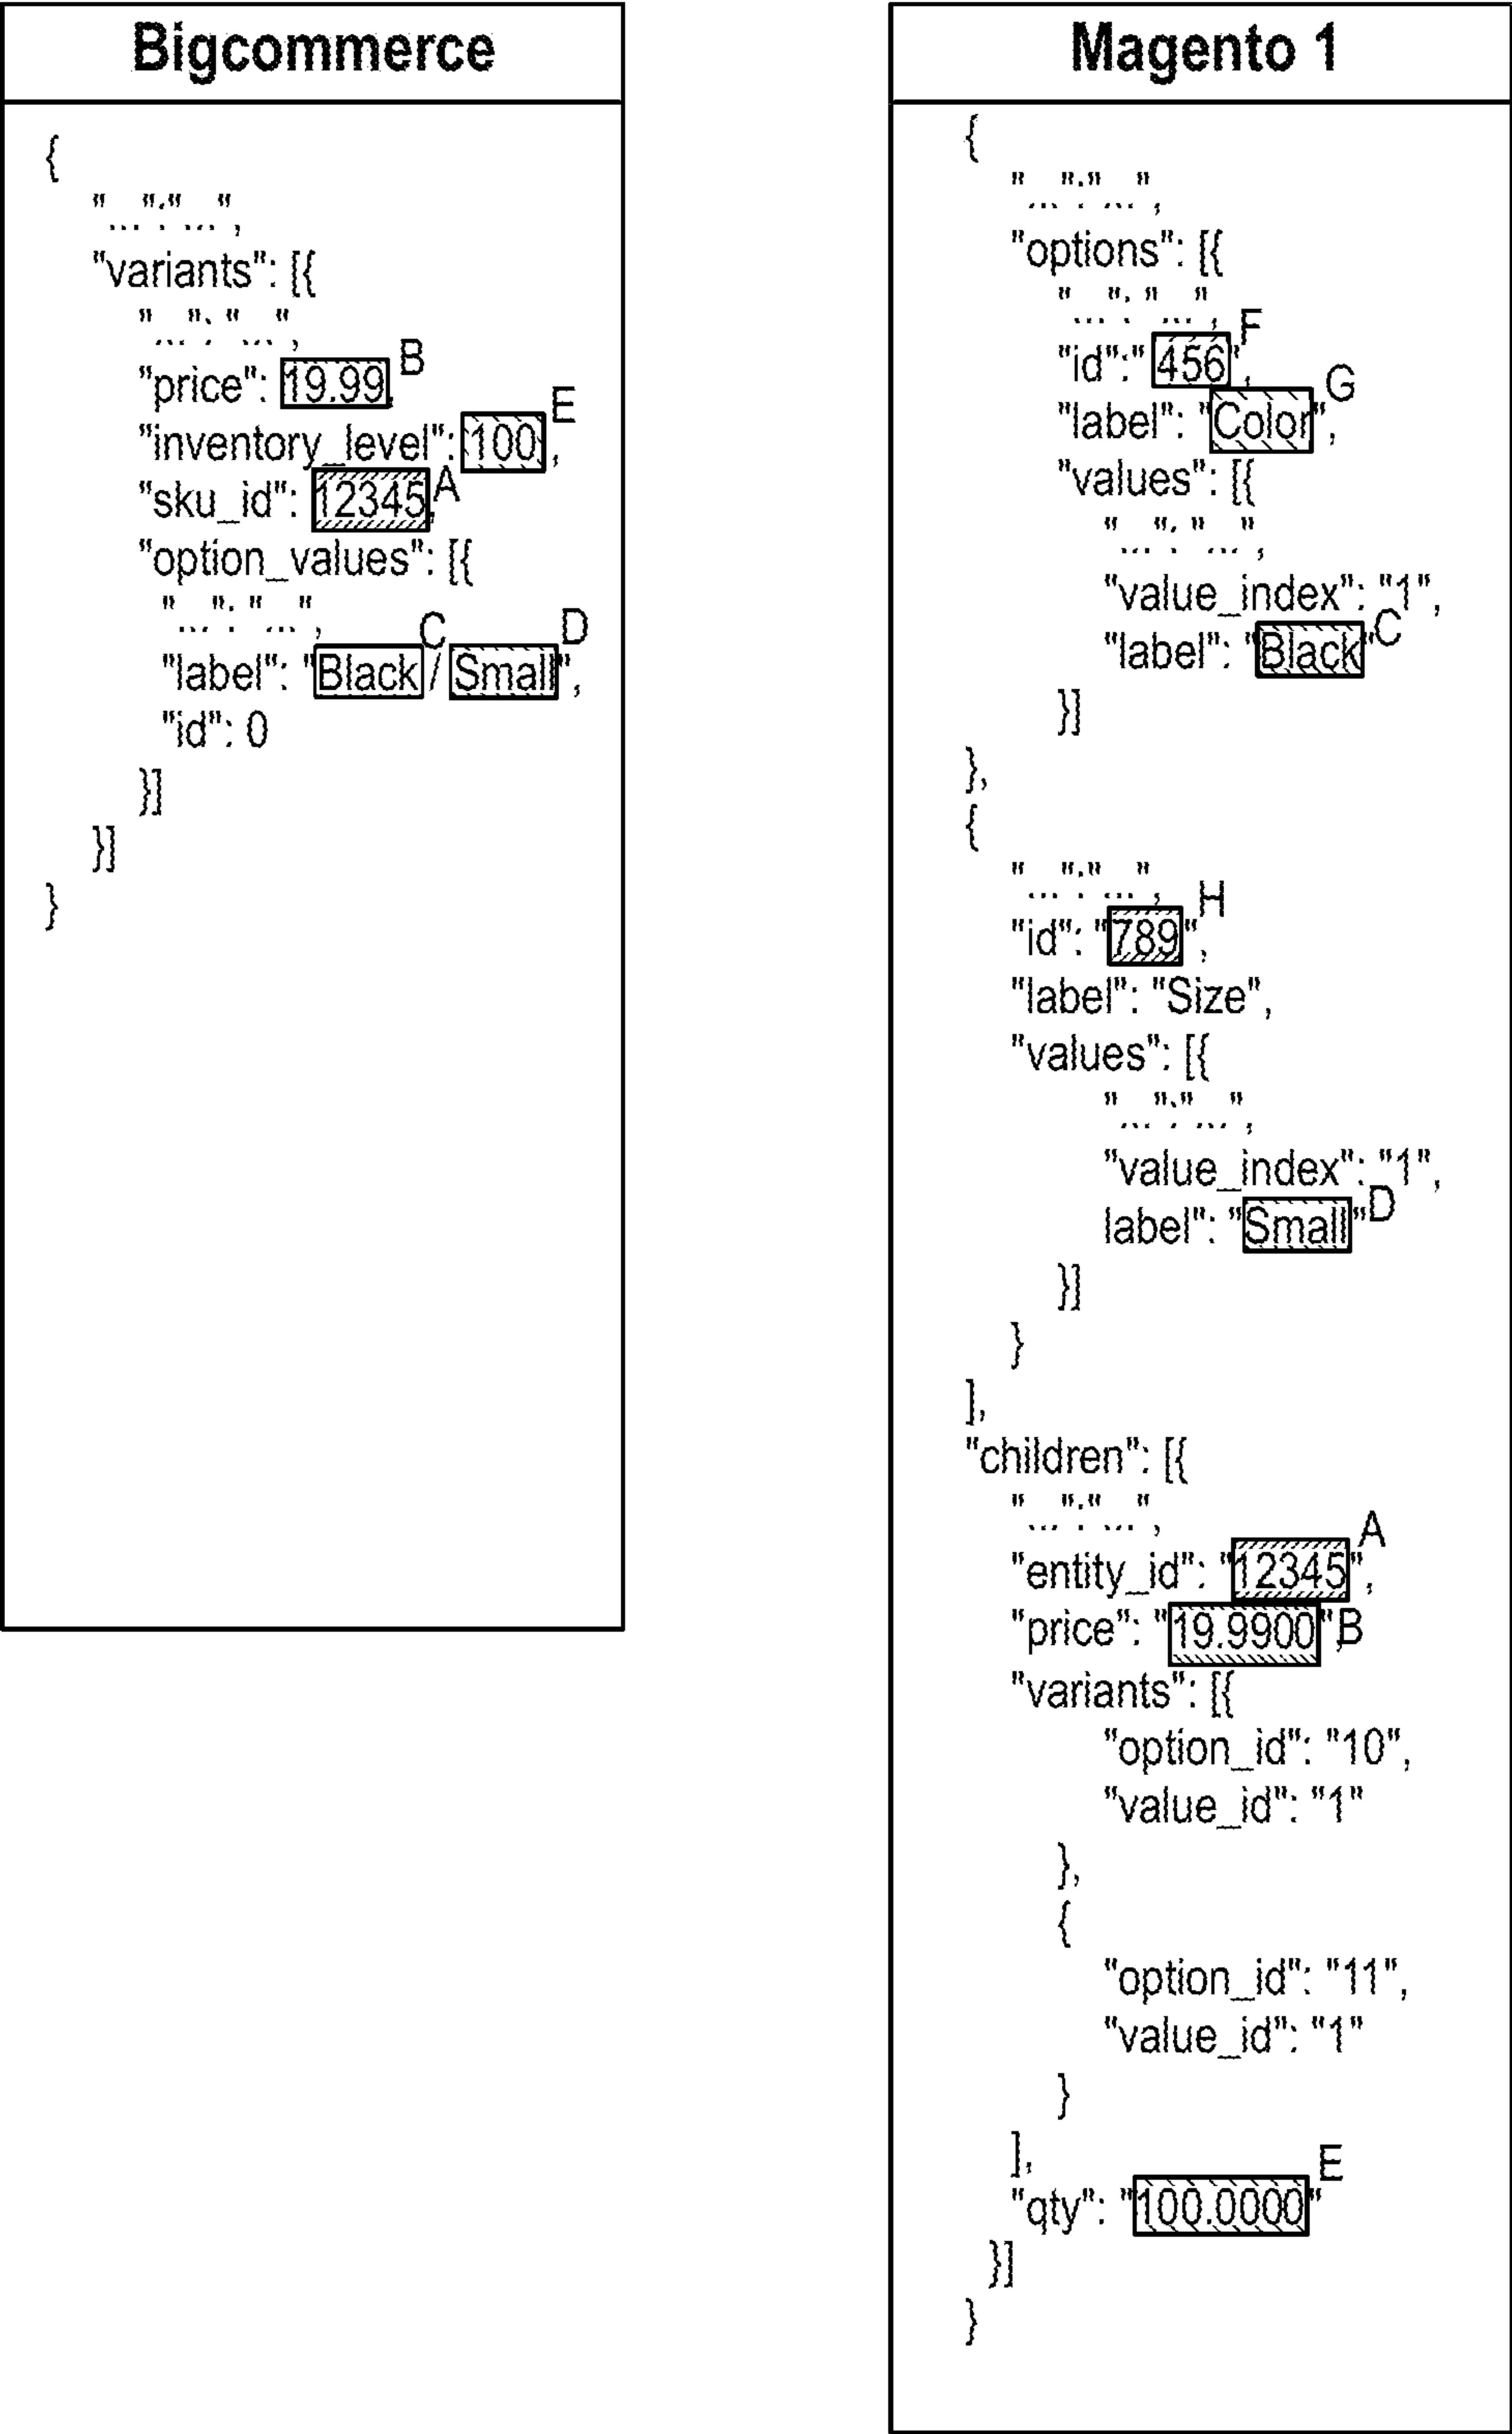 Bigcommerce
{
"...":"...",
"variants": [{
"...": "...",
"price": 19.99, B
"inventory_level": 100, E
"sku_id": 12345, A
"option_values": [{
"...": "...",
C D
"label": "Black / Small",
"id": 0
}]
}]
}
Magento 1
{
"...":"...",
"options": [{
"...": "...",
F
"id":"456",
G
"label": "Color",
"values": [{
"...": "...",
"value_index": "1",
"label": "Black" C
}]
},
{
"...":"...",
H
"id": "789",
"label": "Size",
"values": [{
"...":"...",
"value_index": "1",
label": "Small" D
}]
}
],
"children": [{
"...":"...",
A
"entity_id": "12345",
"price": "19.9900", B
"variants": [{
"option_id": "10",
"value_id": "1"
},
{
"option_id": "11",
"value_id": "1"
}
],
E
"qty": "100.0000"
}]
}